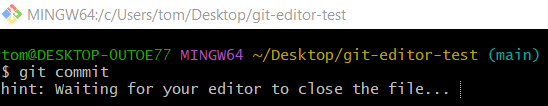 MINGW64:/c/Users/tom/Desktop/git-editor-test
tom@DESKTOP-OUTOE77 MINGW64 ~/Desktop/git-editor-test (main)
$ git commit
hint: Waiting for your editor to close the file...